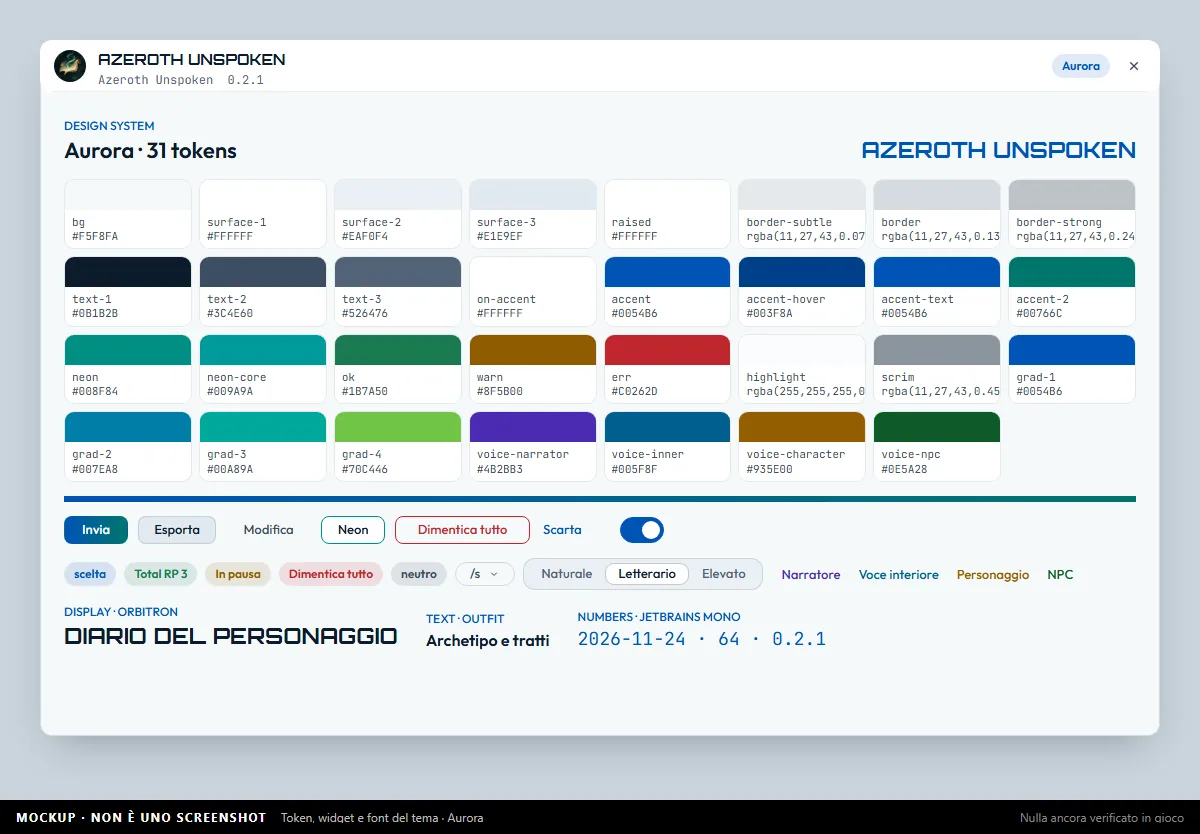 AZEROTH UNSPOKEN
Azeroth Unspoken 0.2.1
Aurora ×
DESIGN SYSTEM
Aurora · 31 tokens
AZEROTH UNSPOKEN
bg
#F5F8FA
surface-1
#FFFFFF
surface-2
#EAF0F4
surface-3
#E1E9EF
raised
#FFFFFF
border-subtle
rgba(11,27,43,0.07
border
rgba(11,27,43,0.13
border-strong
rgba(11,27,43,0.24
text-1
#0B1B2B
text-2
#3C4E60
text-3
#526476
on-accent
#FFFFFF
accent
#0054B6
accent-hover
#003F8A
accent-text
#0054B6
accent-2
#00766C
neon
#008F84
neon-core
#009A9A
ok
#1B7A50
warn
#8F5B00
err
#C0262D
highlight
rgba(255,255,255,0
scrim
rgba(11,27,43,0.45
grad-1
#0054B6
grad-2
#007EA8
grad-3
#00A89A
grad-4
#70C446
voice-narrator
#4B2BB3
voice-inner
#005F8F
voice-character
#935E00
voice-npc
#0E5A28
Invia Esporta Modifica Neon Dimentica tutto Scarta
scelta Total RP 3 In pausa Dimentica tutto neutro /s Naturale Letterario Elevato Narratore Voce interiore Personaggio NPC
DISPLAY · ORBITRON
DIARIO DEL PERSONAGGIO
TEXT · OUTFIT
Archetipo e tratti
NUMBERS · JETBRAINS MONO
2026-11-24 · 64 · 0.2.1
MOCKUP · NON È UNO SCREENSHOT Token, widget e font del tema · Aurora Nulla ancora verificato in gioco